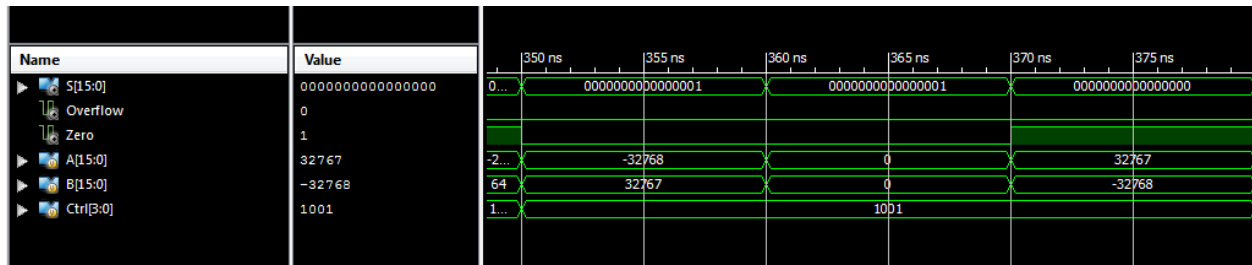 Name Value |350 ns |355 ns |360 ns |365 ns |370 ns |375 ns
S[15:0] 0000000000000000 0... 0000000000000001 0000000000000001 0000000000000000
Overflow 0
Zero 1
A[15:0] 32767 -2... -32768 0 32767
B[15:0] -32768 64 32767 0 -32768
Ctrl[3:0] 1001 1... 1001